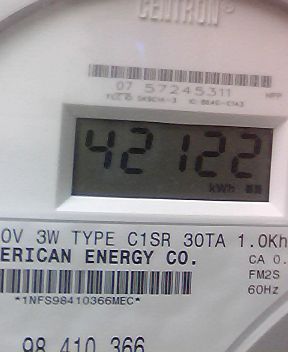 CENTRON®
07 57245311
42122
kWh
0V 3W TYPE C1SR 30TA 1.0Kh
ERICAN ENERGY CO.
CA 0.
FM2S
60Hz
*1NFS98410366MEC*
98 410 366